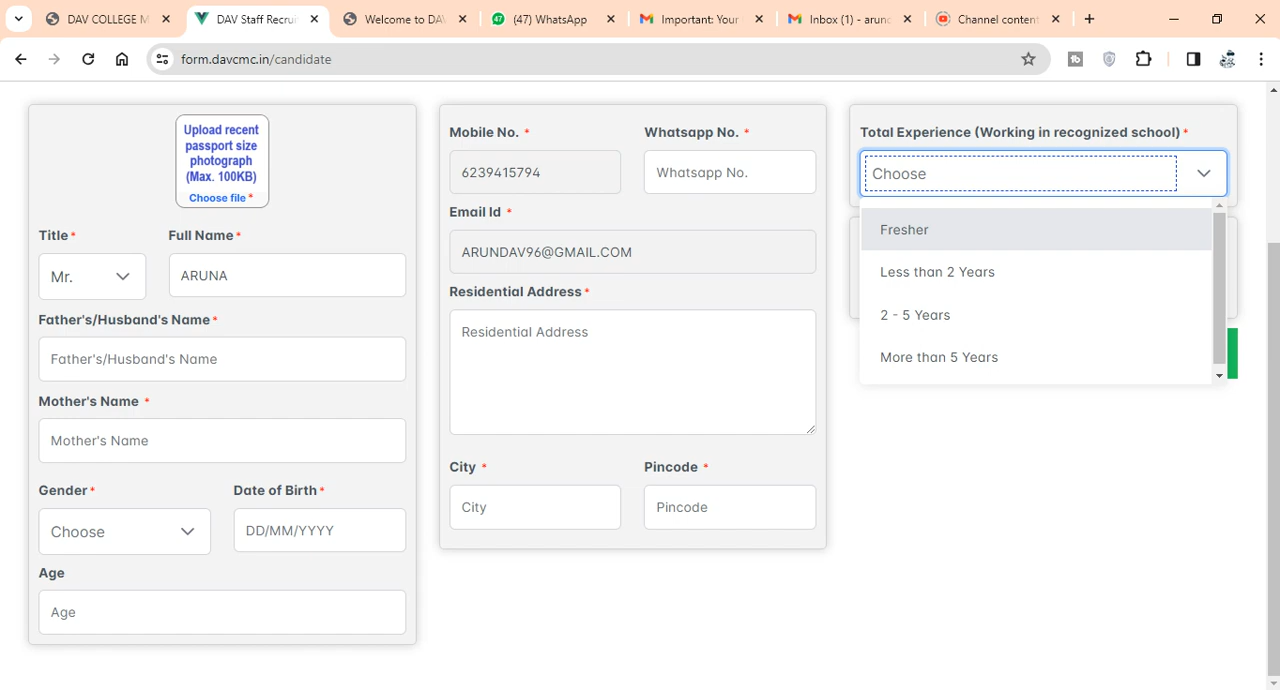 DAV COLLEGE M
DAV Staff Recrui
Welcome to DAV
(47) WhatsApp
Important: Your
Inbox (1) - arunc
Channel content
form.davcmc.in/candidate
Upload recent
passport size
photograph
(Max. 100KB)
Choose file *
Title*
Full Name*
Mr.
ARUNA
Father's/Husband's Name*
Father's/Husband's Name
Mother's Name *
Mother's Name
Gender*
Date of Birth*
Choose
DD/MM/YYYY
Age
Age
Mobile No. *
Whatsapp No. *
6239415794
Whatsapp No.
Email Id *
ARUNDAV96@GMAIL.COM
Residential Address*
Residential Address
City *
Pincode *
City
Pincode
Total Experience (Working in recognized school)*
Choose
Fresher
Less than 2 Years
2 - 5 Years
More than 5 Years